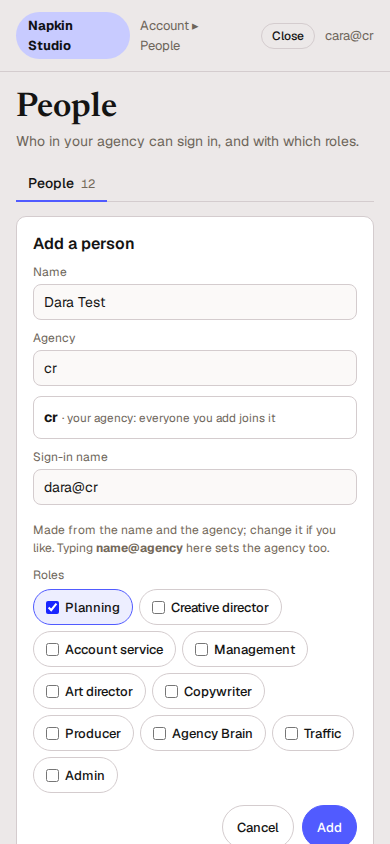 Napkin Studio
Account ▸ People
Close
cara@cr
People
Who in your agency can sign in, and with which roles.
People 12
Add a person
Name
Dara Test
Agency
cr
cr · your agency: everyone you add joins it
Sign-in name
dara@cr
Made from the name and the agency; change it if you
like. Typing name@agency here sets the agency too.
Roles
Planning
Creative director
Account service
Management
Art director
Copywriter
Producer
Agency Brain
Traffic
Admin
Cancel
Add